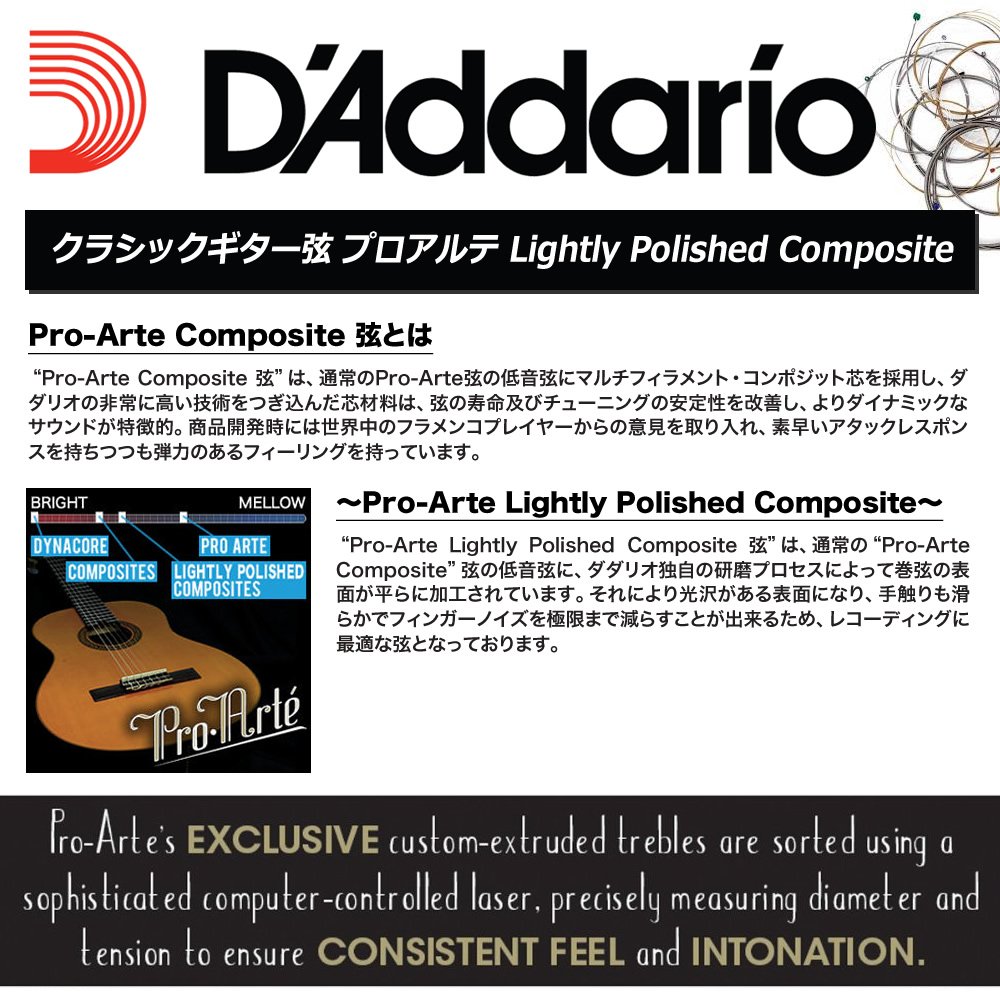 D'Addario
クラシックギター弦 プロアルテ Lightly Polished Composite
Pro-Arte Composite 弦とは
“Pro-Arte Composite 弦” は、通常のPro-Arte弦の低音弦にマルチフィラメント・コンポジット芯を採用し、ダ
ダリオの非常に高い技術をつぎ込んだ芯材料は、弦の寿命及びチューニングの安定性を改善し、よりダイナミックな
サウンドが特徴的。商品開発時には世界中のフラメンコプレイヤーからの意見を取り入れ、素早いアタックレスポン
スを持ちつつも弾力のあるフィーリングを持っています。
BRIGHT MELLOW
DYNACORE PRO ARTE
COMPOSITES LIGHTLY POLISHED
COMPOSITES
Pro·Arté
～Pro-Arte Lightly Polished Composite～
“Pro-Arte Lightly Polished Composite 弦” は、通常の “Pro-Arte
Composite” 弦の低音弦に、ダダリオ独自の研磨プロセスによって巻弦の表
面が平らに加工されています。それにより光沢がある表面になり、手触りも滑
らかでフィンガーノイズを極限まで減らすことが出来るため、レコーディングに
最適な弦となっております。
Pro-Arte's EXCLUSIVE custom-extruded trebles are sorted using a
sophisticated computer-controlled laser, precisely measuring diameter and
tension to ensure CONSISTENT FEEL and INTONATION.